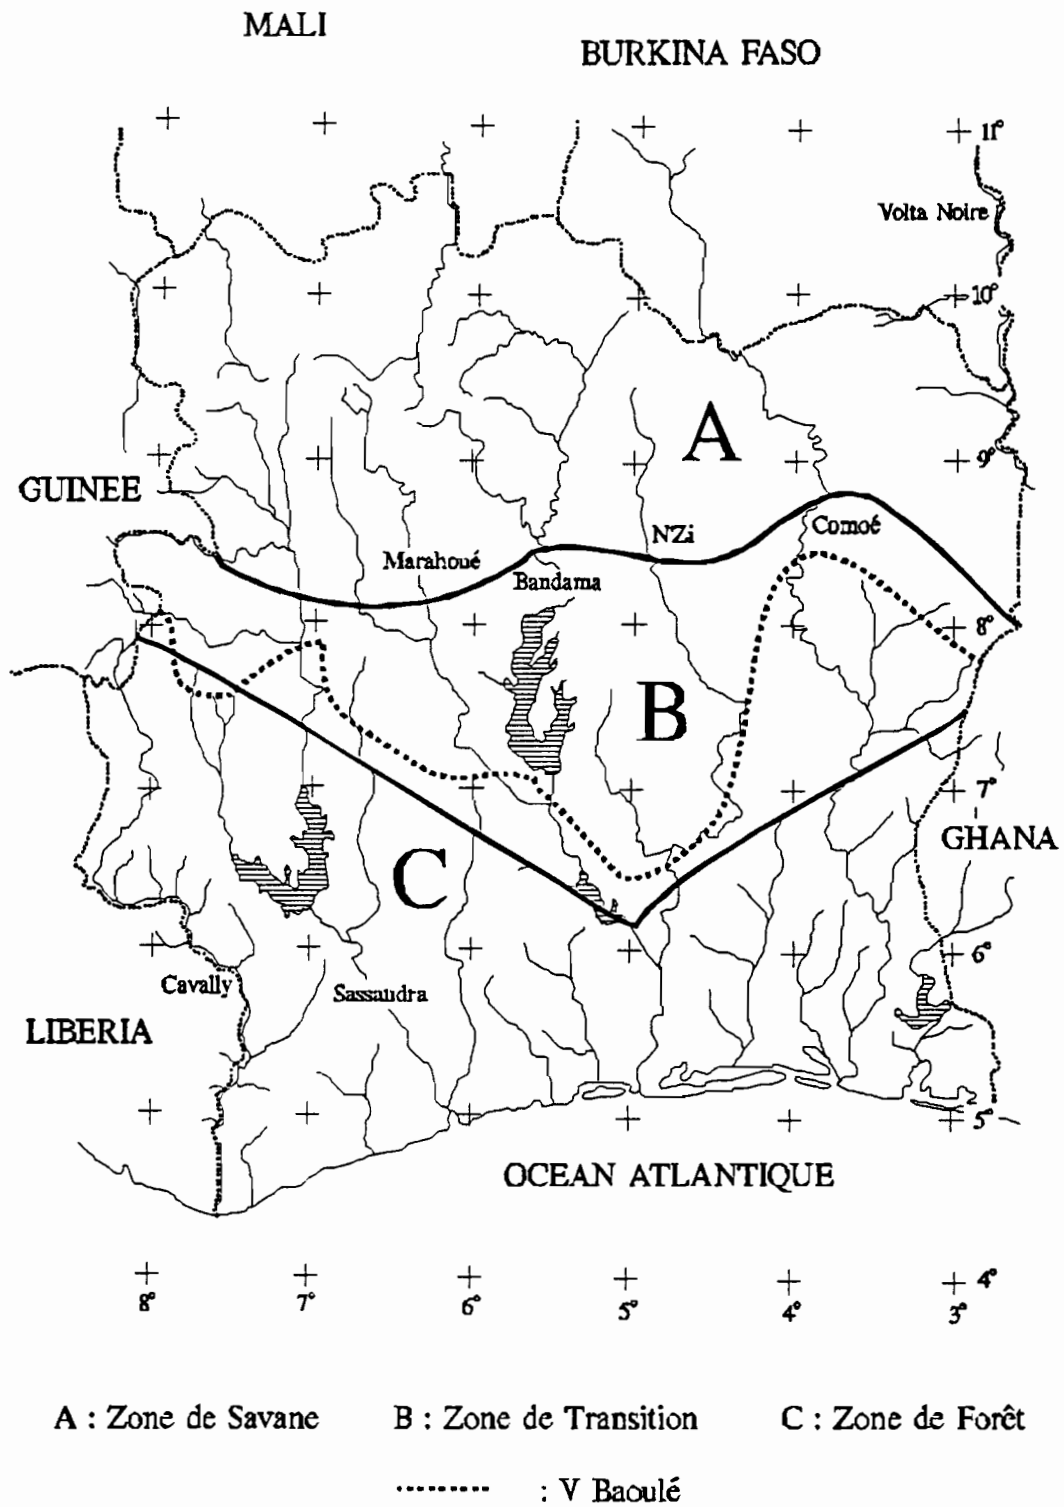 MALI
BURKINA FASO
11°
Volta Noire
10°
A
9°
GUINEE
N'Zi
Comoé
Marahoué
Bandama
8°
B
7°
GHANA
C
6°
Cavally
Sassandra
LIBERIA
5°
OCEAN ATLANTIQUE
4°
8° 7° 6° 5° 4° 3°
A : Zone de Savane B : Zone de Transition C : Zone de Forêt
: V Baoulé